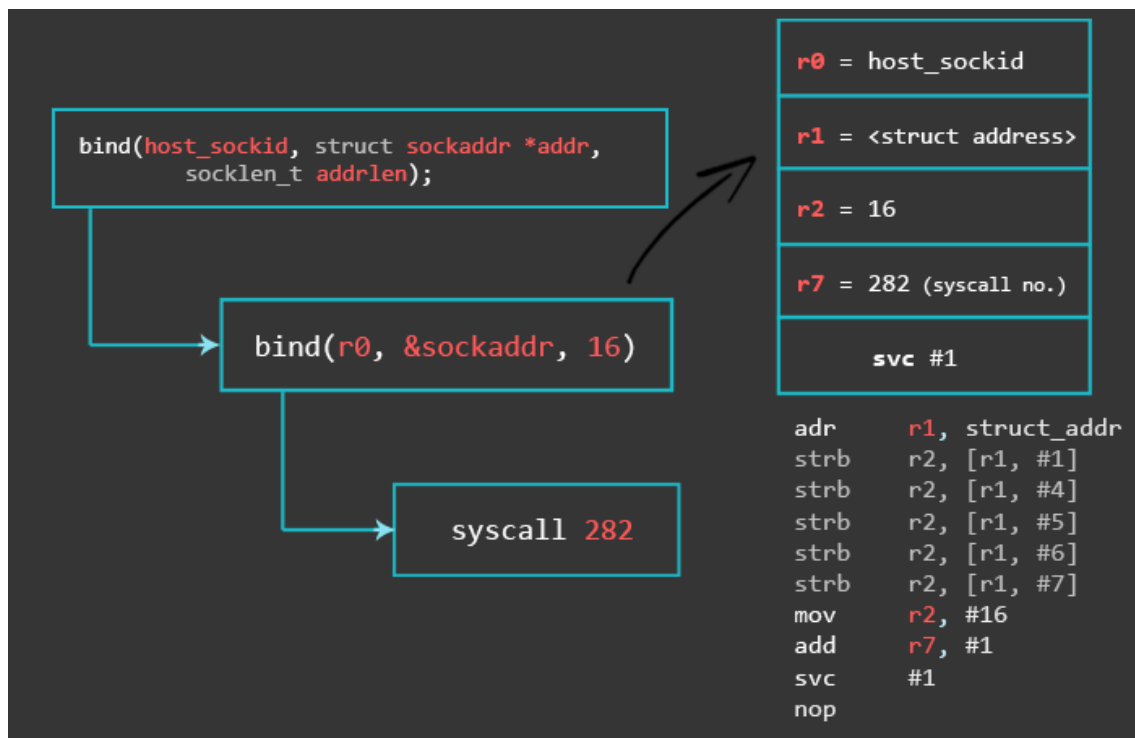 bind(host_sockid, struct sockaddr *addr,
socklen_t addrlen);
bind(r0, &sockaddr, 16)
syscall 282
r0 = host_sockid
r1 = <struct address>
r2 = 16
r7 = 282 (syscall no.)
svc #1
adr r1, struct_addr
strb r2, [r1, #1]
strb r2, [r1, #4]
strb r2, [r1, #5]
strb r2, [r1, #6]
strb r2, [r1, #7]
mov r2, #16
add r7, #1
svc #1
nop